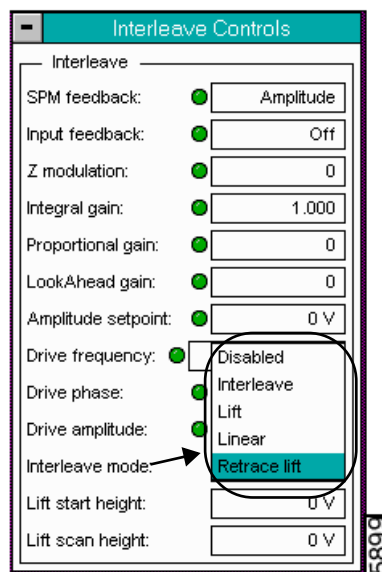 Interleave Controls
Interleave
SPM feedback: Amplitude
Input feedback: Off
Z modulation: 0
Integral gain: 1.000
Proportional gain: 0
LookAhead gain: 0
Amplitude setpoint: 0 V
Drive frequency:
Disabled
Drive phase:
Interleave
Lift
Drive amplitude:
Linear
Interleave mode:
Retrace lift
Lift start height: 0 V
Lift scan height: 0 V
5899